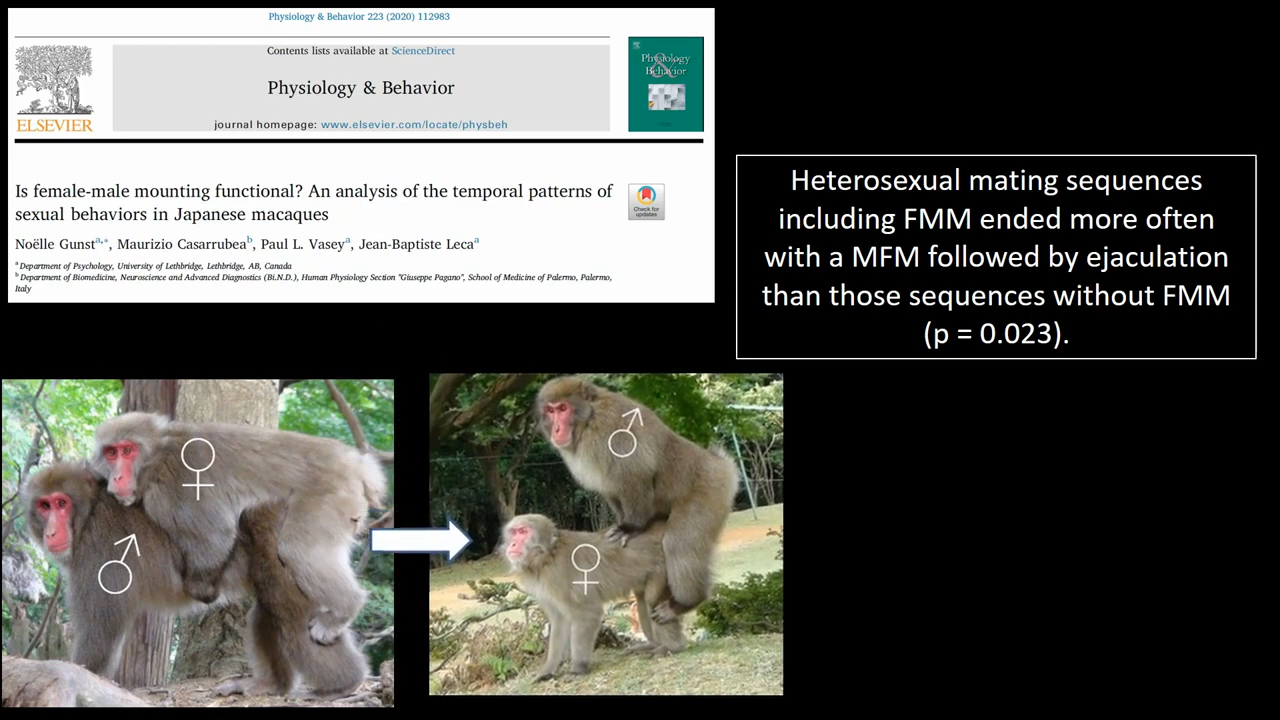 Physiology & Behavior 223 (2020) 112983
Contents lists available at ScienceDirect
Physiology & Behavior
journal homepage: www.elsevier.com/locate/physbeh
ELSEVIER
Physiology
&
Behavior
Is female-male mounting functional? An analysis of the temporal patterns of
sexual behaviors in Japanese macaques
Check for
updates
Noëlle Gunst a,*, Maurizio Casarrubea b, Paul L. Vasey a, Jean-Baptiste Leca a
a Department of Psychology, University of Lethbridge, Lethbridge, AB, Canada
b Department of Biomedicine, Neuroscience and Advanced Diagnostics (Bi.N.D.), Human Physiology Section "Giuseppe Pagano", School of Medicine of Palermo, Palermo,
Italy
Heterosexual mating sequences
including FMM ended more often
with a MFM followed by ejaculation
than those sequences without FMM
(p = 0.023).
♀
♂
♂
♀